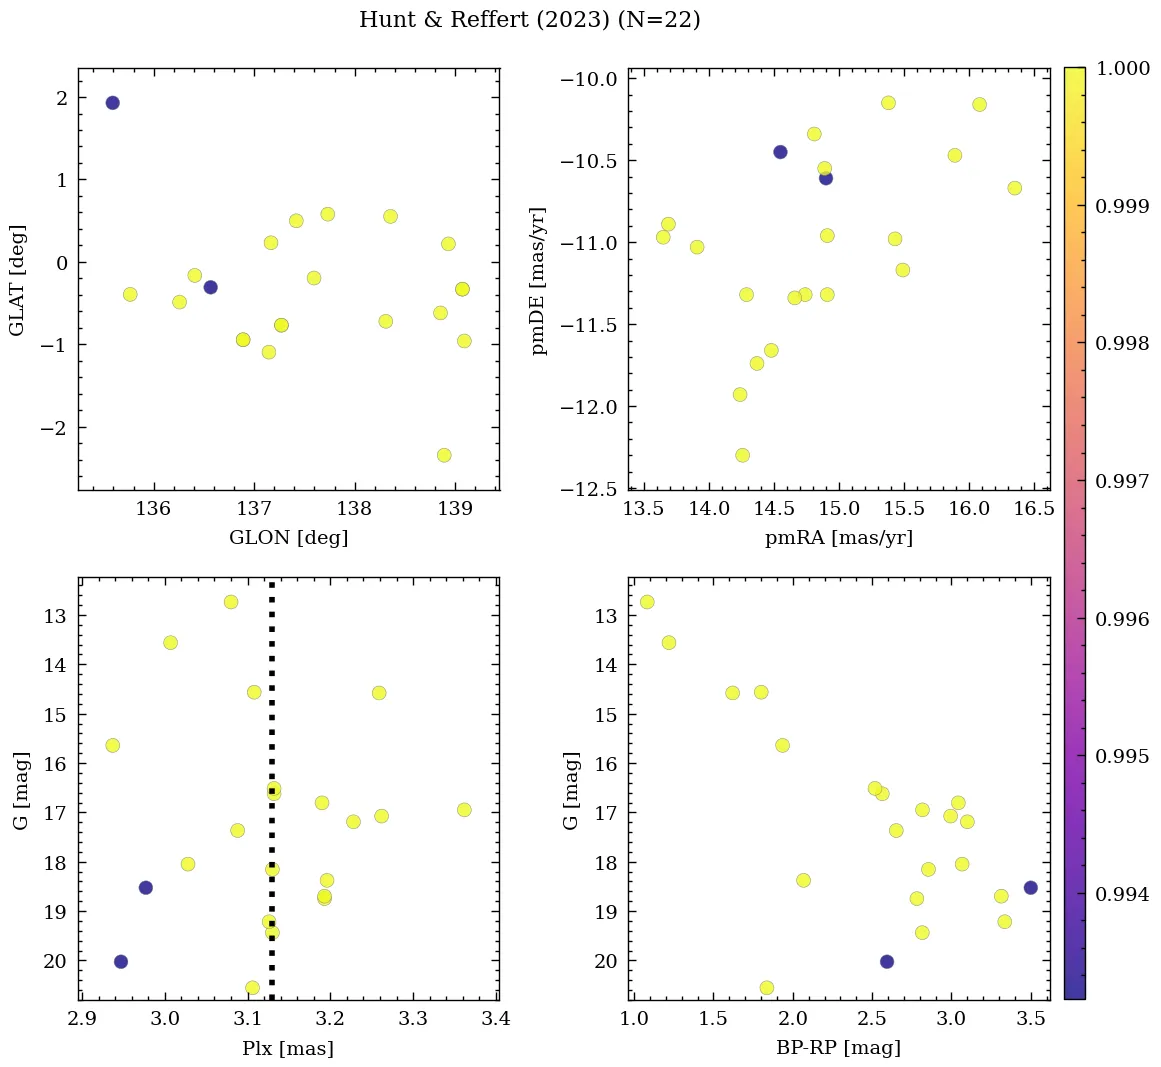 Hunt & Reffert (2023) (N=22)
2
1
0
−1
−2
GLAT [deg]
136 137 138 139
GLON [deg]
−10.0
−10.5
−11.0
−11.5
−12.0
−12.5
pmDE [mas/yr]
13.5 14.0 14.5 15.0 15.5 16.0 16.5
pmRA [mas/yr]
1.000
0.999
0.998
0.997
0.996
0.995
0.994
13
14
15
16
17
18
19
20
G [mag]
2.9 3.0 3.1 3.2 3.3 3.4
Plx [mas]
13
14
15
16
17
18
19
20
G [mag]
1.0 1.5 2.0 2.5 3.0 3.5
BP-RP [mag]